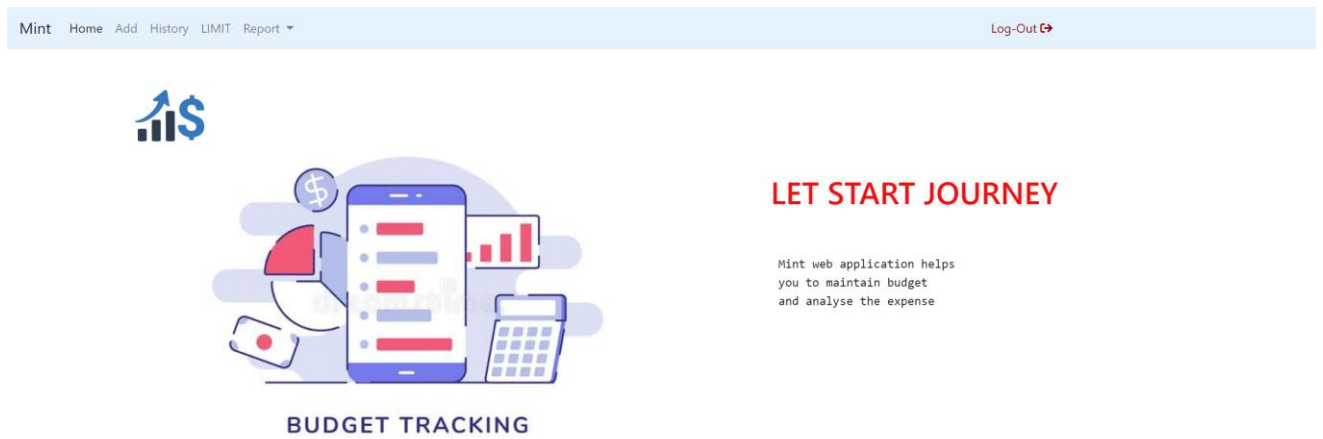 Mint Home Add History LIMIT Report Log-Out
$
$
LET START JOURNEY
Mint web application helps
you to maintain budget
and analyse the expense
dreamstime
BUDGET TRACKING